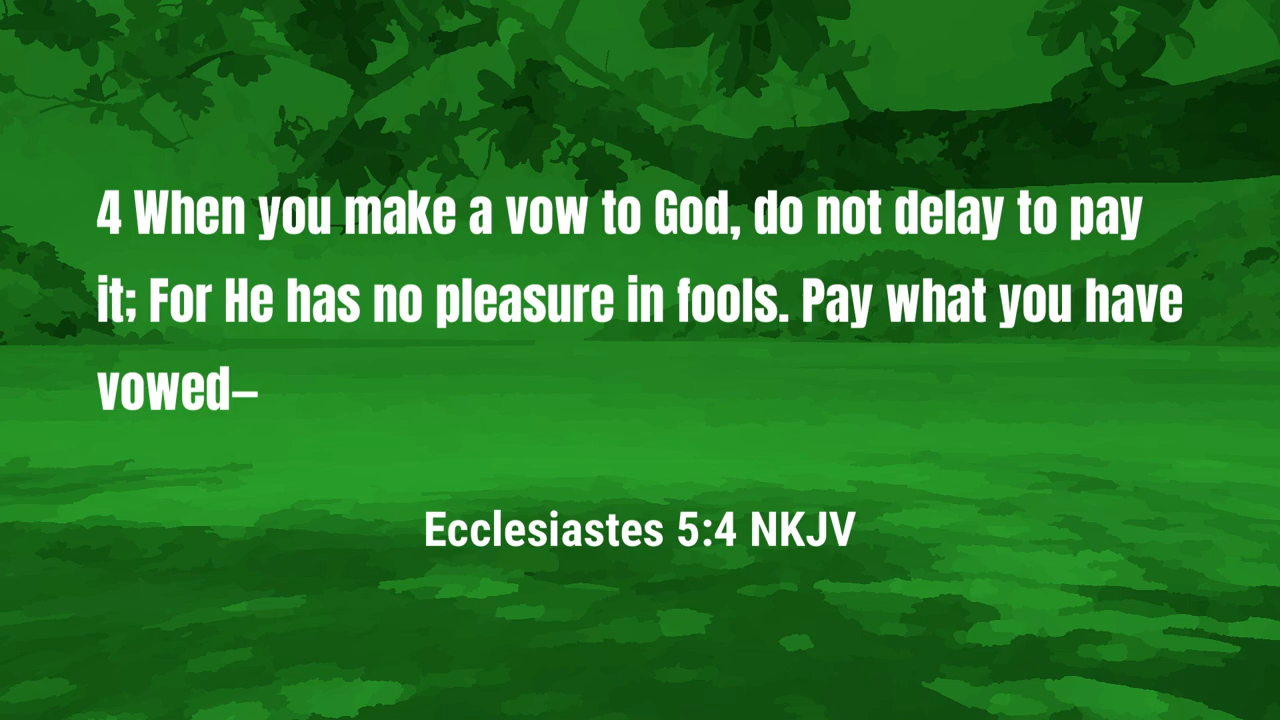 4 When you make a vow to God, do not delay to pay
it; For He has no pleasure in fools. Pay what you have
vowed—
Ecclesiastes 5:4 NKJV